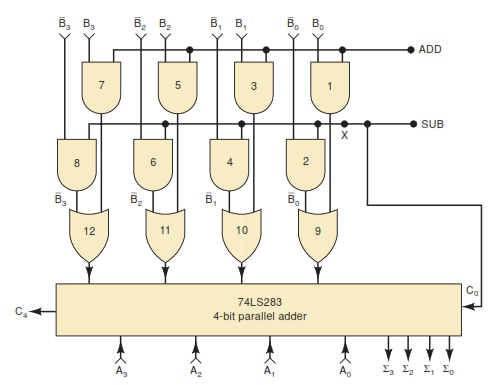 B̅₃ B₃ B̅₂ B₂ B̅₁ B₁ B̅₀ B₀
ADD
7 5 3 1
SUB
X
8 6 4 2
B̅₃ B̅₂ B̅₁ B̅₀
12 11 10 9
C₀
74LS283
C₄
4-bit parallel adder
A₃ A₂ A₁ A₀ Σ₃ Σ₂ Σ₁ Σ₀